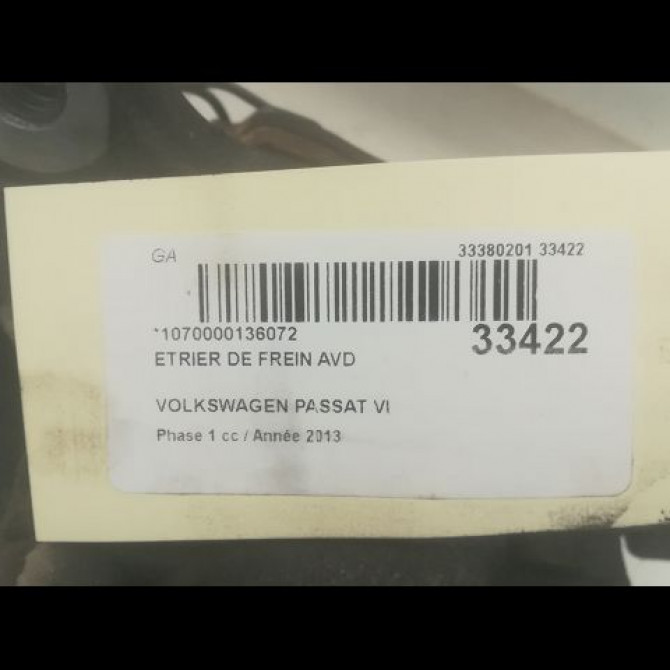 GA
33380201 33422
*1070000136072
33422
ETRIER DE FREIN AVD
VOLKSWAGEN PASSAT VI
Phase 1 cc / Année 2013